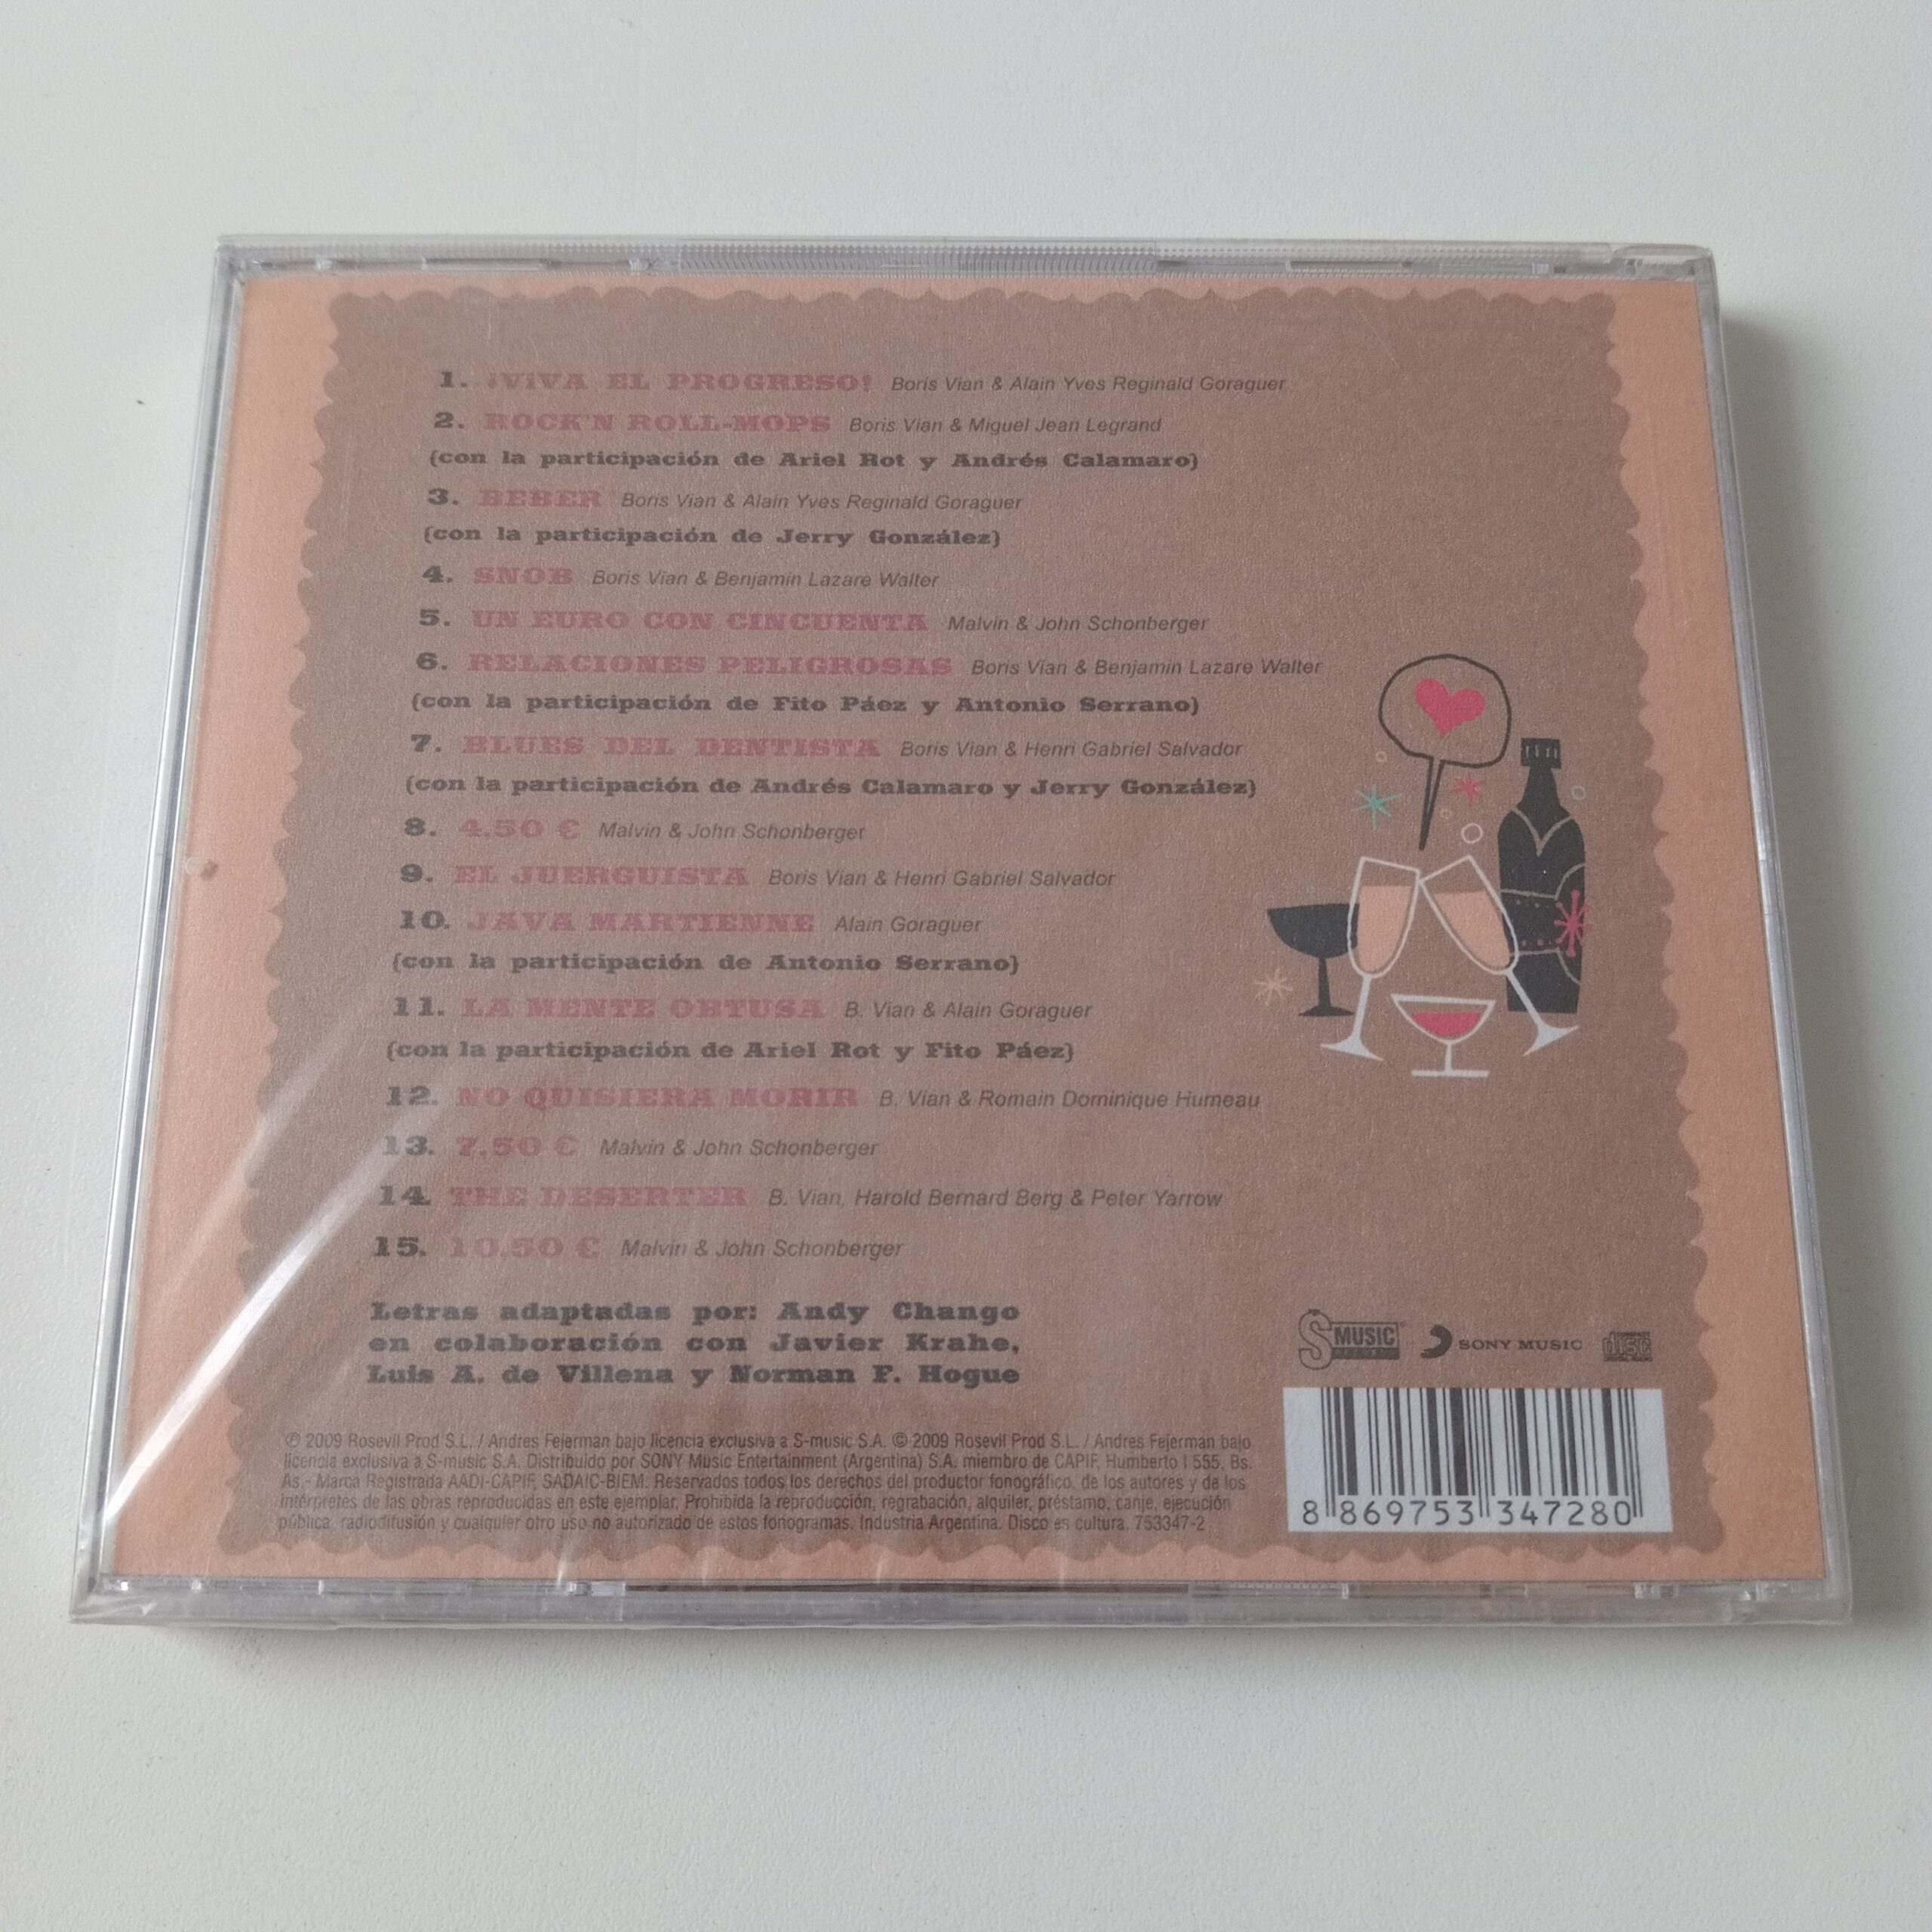 1. ¡VIVA EL PROGRESO! Boris Vian & Alain Yves Reginald Goraguer
2. ROCK'N ROLL-MOPS Boris Vian & Miguel Jean Legrand
(con la participación de Ariel Rot y Andrés Calamaro)
3. BEBER Boris Vian & Alain Yves Reginald Goraguer
(con la participación de Jerry González)
4. SNOB Boris Vian & Benjamin Lazare Walter
5. UN EURO CON CINCUENTA Malvin & John Schonberger
6. RELACIONES PELIGROSAS Boris Vian & Benjamin Lazare Walter
(con la participación de Fito Páez y Antonio Serrano)
7. BLUES DEL DENTISTA Boris Vian & Henri Gabriel Salvador
(con la participación de Andrés Calamaro y Jerry González)
8. 4,50 € Malvin & John Schonberger
9. EL JUERGUISTA Boris Vian & Henri Gabriel Salvador
10. JAVA MARTIENNE Alain Goraguer
(con la participación de Antonio Serrano)
11. LA MENTE OBTUSA B. Vian & Alain Goraguer
(con la participación de Ariel Rot y Fito Páez)
12. NO QUISIERA MORIR B. Vian & Romain Dominique Humeau
13. 7,50 € Malvin & John Schonberger
14. THE DESERTER B. Vian, Harold Bernard Berg & Peter Yarrow
15. 10,50 € Malvin & John Schonberger
Letras adaptadas por: Andy Chango
en colaboración con Javier Krahe,
Luis A. de Villena y Norman F. Hogue
S MUSIC SONY MUSIC disc
℗ 2009 Rosevil Prod S.L. / Andres Fejerman bajo licencia exclusiva a S-music S.A. © 2009 Rosevil Prod S.L. / Andres Fejerman bajo
licencia exclusiva a S-music S.A. Distribuido por SONY Music Entertainment (Argentina) S.A. miembro de CAPIF, Humberto I 555, Bs.
As.- Marca Registrada AADI-CAPIF, SADAIC-BIEM. Reservados todos los derechos del productor fonográfico, de los autores y de los
intérpretes de las obras reproducidas en este ejemplar. Prohibida la reproducción, regrabación, alquiler, préstamo, canje, ejecución
pública, radiodifusión y cualquier otro uso no autorizado de estos fonogramas. Industria Argentina. Disco es cultura. 753347-2
8 869753 347280